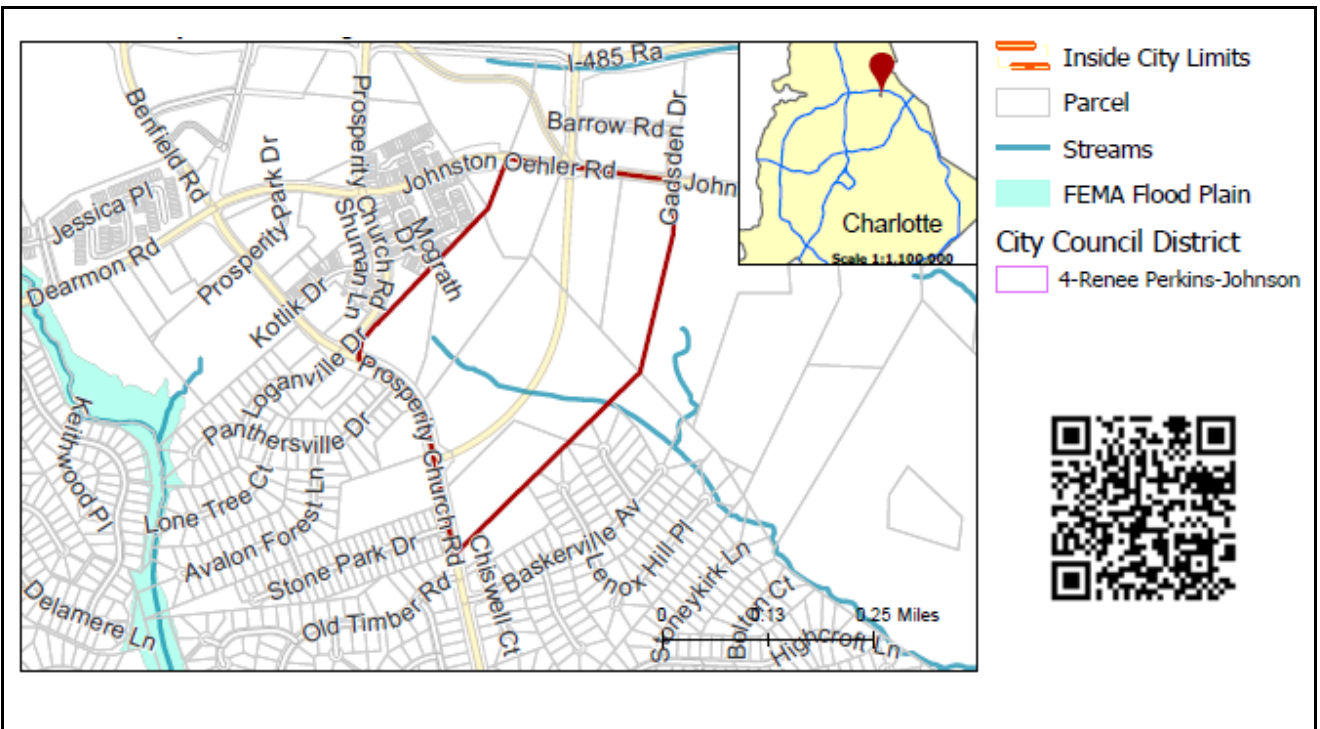 I-485 Ra
Benfield Rd
Prosperity Church Rd
Prosperity Park Dr
Barrow Rd
Gadsden Dr
Johnston Oehler Rd
John
Jessica Pl
Dearmon Rd
Shuman Ln
Mcgrath Dr
Kotlik Dr
Loganville Dr
Prosperity Church Rd
Panthersville Dr
Keithwood Pl
Lone Tree Ct
Avalon Forest Ln
Stone Park Dr
Old Timber Rd
Delamere Ln
Chiswell Ct
Baskerville Av
Lenox Hill Pl
Stoneykirk Ln
Bolton Ct
Highcroft Ln
0 0.13 0.25 Miles
Charlotte
Scale 1:1,100,000
Inside City Limits
Parcel
Streams
FEMA Flood Plain
City Council District
4-Renee Perkins-Johnson